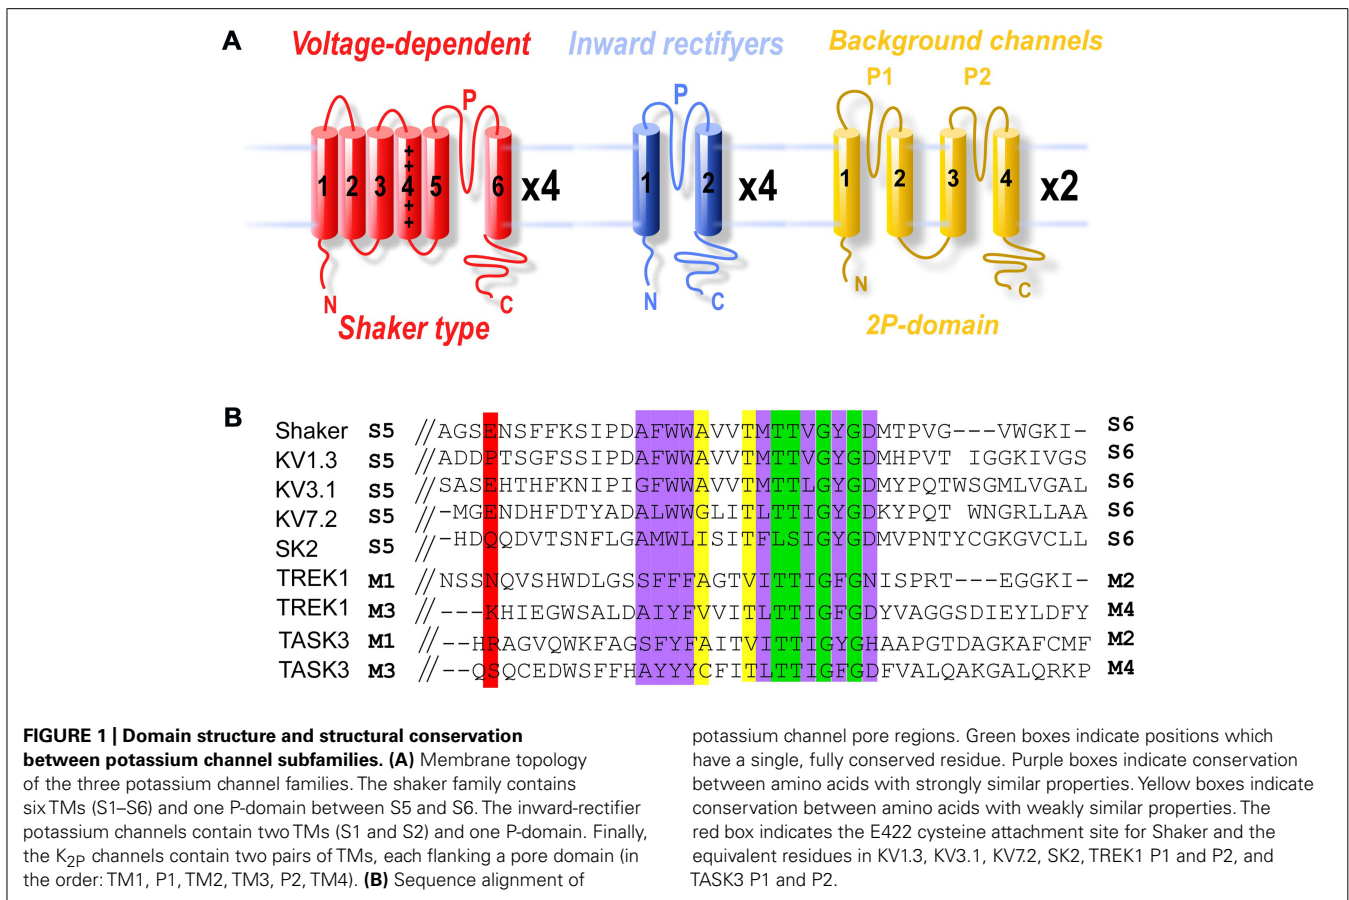 A
Voltage-dependent Inward rectifyers Background channels
P P P1 P2
1 2 3 4 5 6 x4 1 2 x4 1 2 3 4 x2
+
+
+
+
N C N C N C
Shaker type 2P-domain
B
Shaker S5 //AGSENSFFKSIPDAFWWAVVTMTTVGYGDMTPVG---VWGKI- S6
KV1.3 S5 //ADDPTSGFSSIPDAFWWAVVTMTTVGYGDMHPVT IGGKIVGS S6
KV3.1 S5 //SASEHTHFKNIPIGFWWAVVTMTTLGYGDMYPQTWSGMLVGAL S6
KV7.2 S5 //-MGENDHFDTYADALWWGLITLTTIGYGDKYPQT WNGRLLAA S6
SK2 S5 //-HDQQDVTSNFLGAMWLISITFLSIGYGDMVPNTYCGKGVCLL S6
TREK1 M1 //NSSNQVSHWDLGSSFFFAGTVITTIGFGNISPRT---EGGKI- M2
TREK1 M3 //---KHIEGWSALDAIYFVVITLTTIGFGDYVAGGSDIEYLDFY M4
TASK3 M1 //--HRAGVQWKFAGSFYFAITVITTIGYGHAAPGTDAGKAFCMF M2
TASK3 M3 //--QSQCEDWSFFHAYYYCFITLTTIGFGDFVALQAKGALQRKP M4
FIGURE 1 | Domain structure and structural conservation
between potassium channel subfamilies. (A) Membrane topology
of the three potassium channel families. The shaker family contains
six TMs (S1–S6) and one P-domain between S5 and S6. The inward-rectifier
potassium channels contain two TMs (S1 and S2) and one P-domain. Finally,
the K2P channels contain two pairs of TMs, each flanking a pore domain (in
the order: TM1, P1, TM2, TM3, P2, TM4). (B) Sequence alignment of
potassium channel pore regions. Green boxes indicate positions which
have a single, fully conserved residue. Purple boxes indicate conservation
between amino acids with strongly similar properties. Yellow boxes indicate
conservation between amino acids with weakly similar properties. The
red box indicates the E422 cysteine attachment site for Shaker and the
equivalent residues in KV1.3, KV3.1, KV7.2, SK2, TREK1 P1 and P2, and
TASK3 P1 and P2.